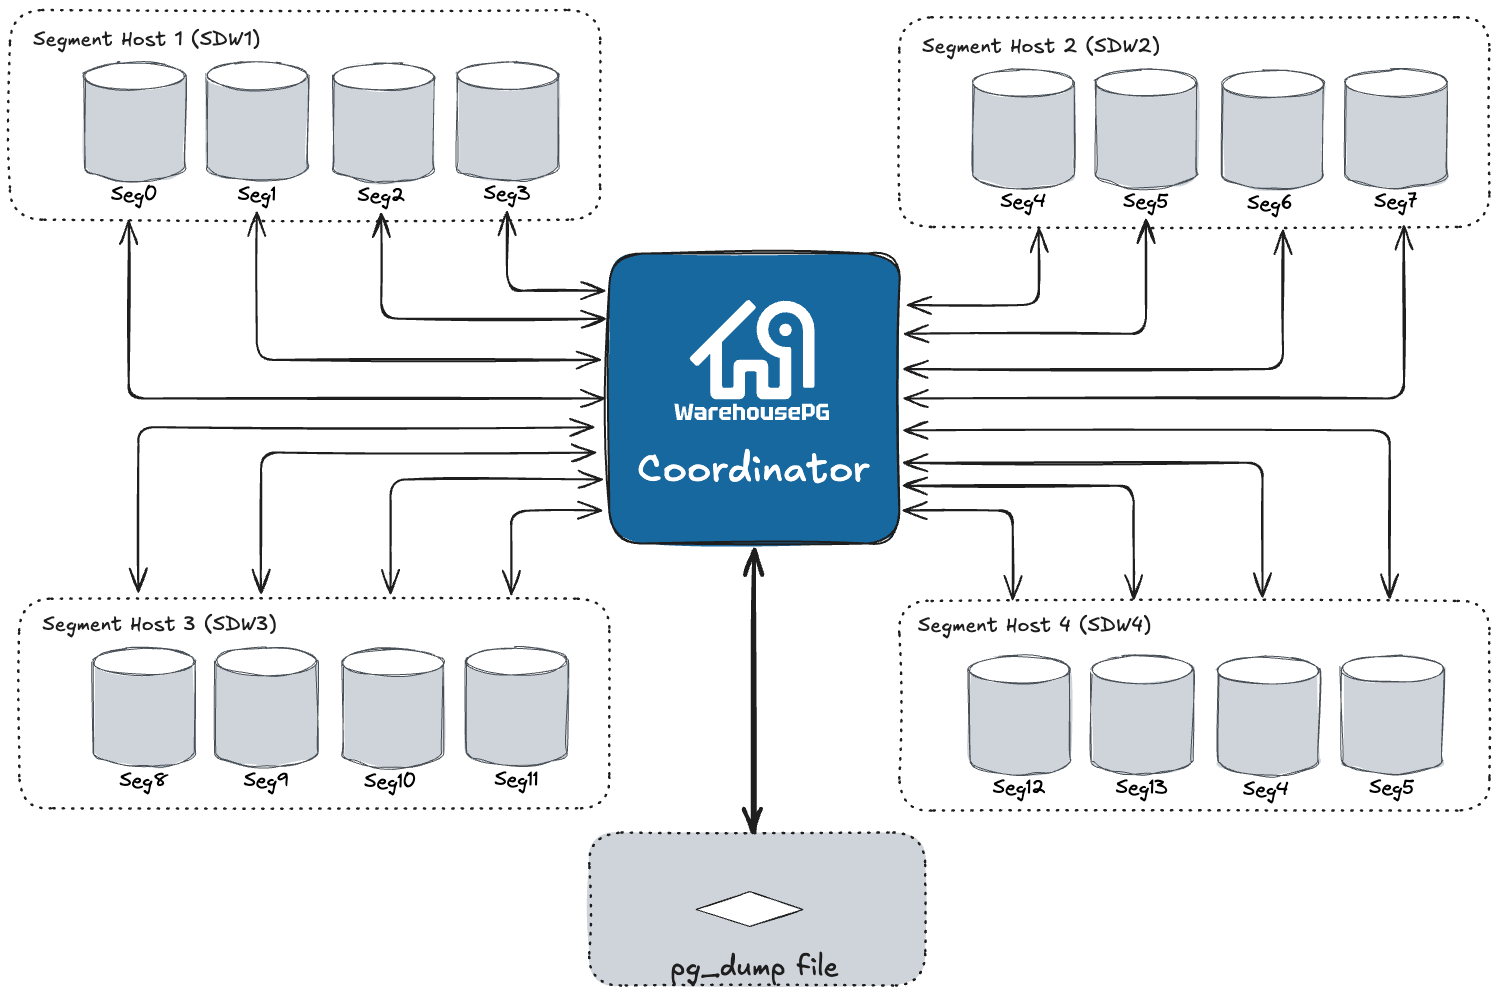 Segment Host 1 (SDW1)
Seg0 Seg1 Seg2 Seg3
Segment Host 2 (SDW2)
Seg4 Seg5 Seg6 Seg7
WarehousePG
Coordinator
Segment Host 3 (SDW3)
Seg8 Seg9 Seg10 Seg11
Segment Host 4 (SDW4)
Seg12 Seg13 Seg4 Seg5
pg_dump file